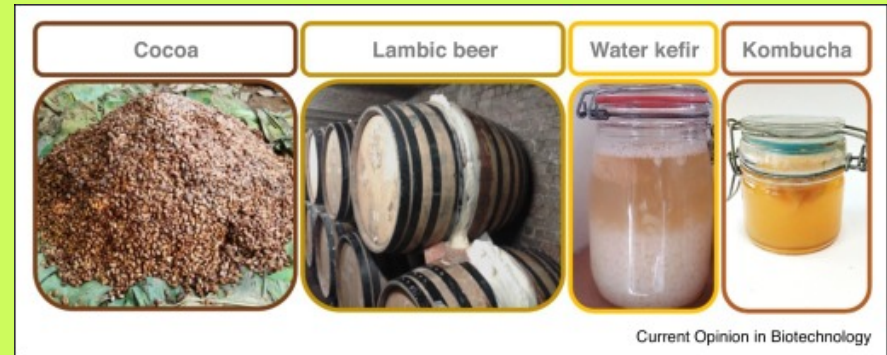 Cocoa
Lambic beer
Water kefir
Kombucha
Current Opinion in Biotechnology